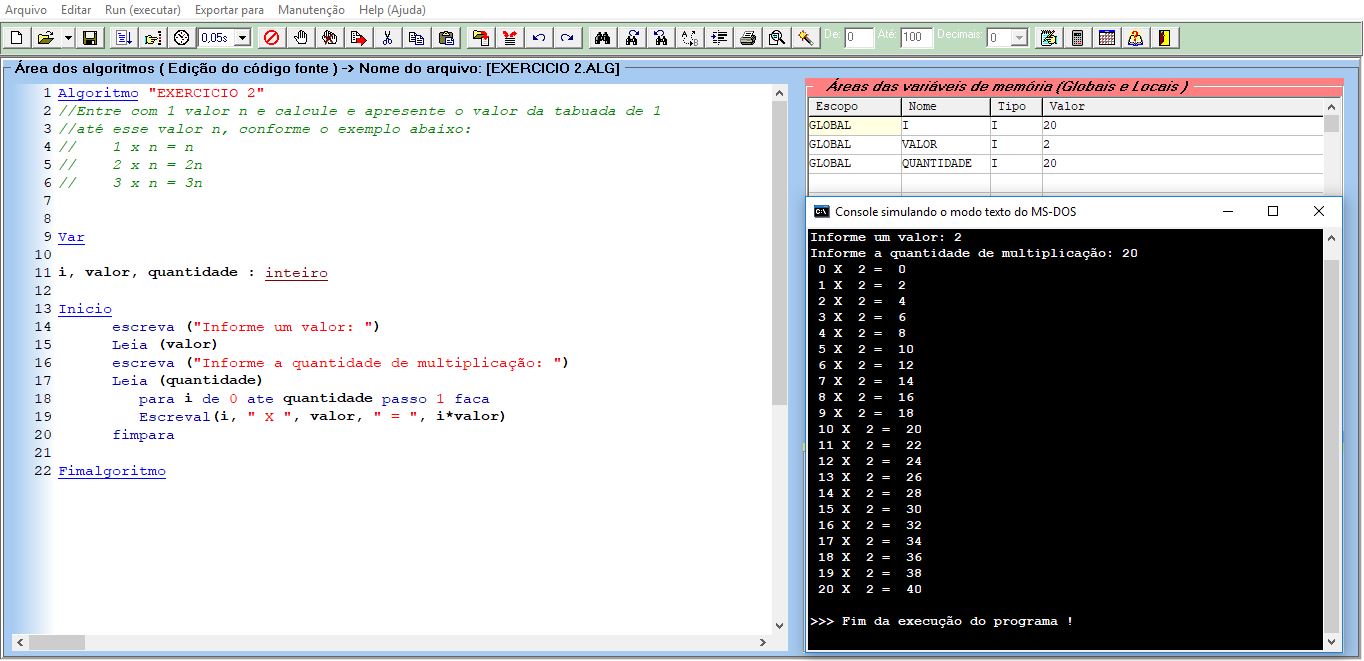 Arquivo Editar Run (executar) Exportar para Manutenção Help (Ajuda)
0,05s De: 0 Até: 100 Decimais: 0
Área dos algoritmos ( Edição do código fonte ) -> Nome do arquivo: [EXERCICIO 2.ALG]
1 Algoritmo "EXERCICIO 2"
2 //Entre com 1 valor n e calcule e apresente o valor da tabuada de 1
3 //até esse valor n, conforme o exemplo abaixo:
4 // 1 x n = n
5 // 2 x n = 2n
6 // 3 x n = 3n
7
8
9 Var
10
11 i, valor, quantidade : inteiro
12
13 Inicio
14 escreva ("Informe um valor: ")
15 Leia (valor)
16 escreva ("Informe a quantidade de multiplicação: ")
17 Leia (quantidade)
18 para i de 0 ate quantidade passo 1 faca
19 Escreval(i, " X ", valor, " = ", i*valor)
20 fimpara
21
22 Fimalgoritmo
Áreas das variáveis de memória (Globais e Locais )
Escopo Nome Tipo Valor
GLOBAL I I 20
GLOBAL VALOR I 2
GLOBAL QUANTIDADE I 20
Console simulando o modo texto do MS-DOS
Informe um valor: 2
Informe a quantidade de multiplicação: 20
0 X 2 = 0
1 X 2 = 2
2 X 2 = 4
3 X 2 = 6
4 X 2 = 8
5 X 2 = 10
6 X 2 = 12
7 X 2 = 14
8 X 2 = 16
9 X 2 = 18
10 X 2 = 20
11 X 2 = 22
12 X 2 = 24
13 X 2 = 26
14 X 2 = 28
15 X 2 = 30
16 X 2 = 32
17 X 2 = 34
18 X 2 = 36
19 X 2 = 38
20 X 2 = 40
>>> Fim da execução do programa !